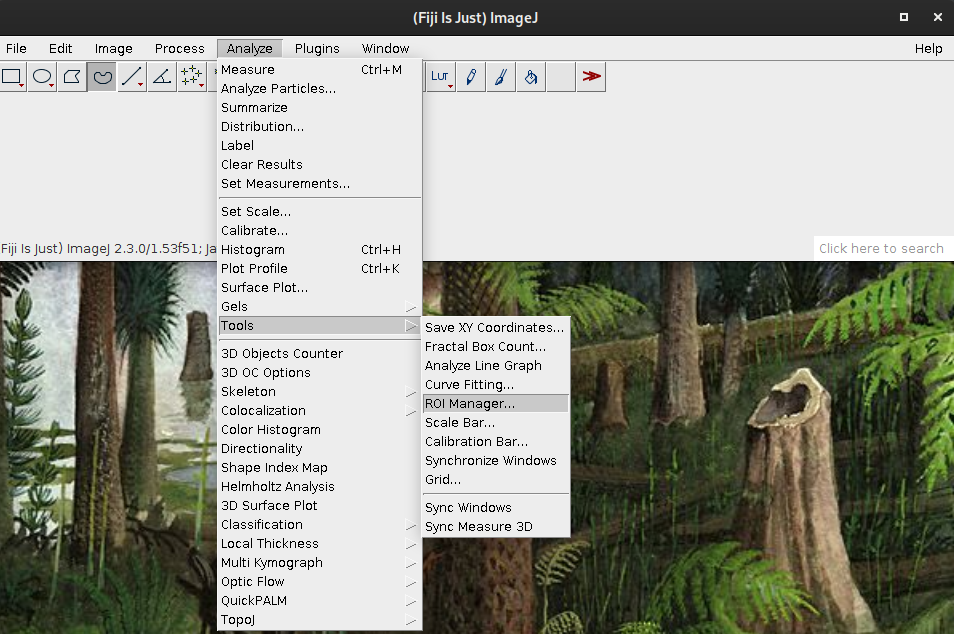 (Fiji Is Just) ImageJ
File Edit Image Process Analyze Plugins Window Help
Lut
Measure Ctrl+M
Analyze Particles...
Summarize
Distribution...
Label
Clear Results
Set Measurements...
Set Scale...
Calibrate...
Fiji Is Just) ImageJ 2.3.0/1.53f51; Ja
Click here to search
Histogram Ctrl+H
Plot Profile Ctrl+K
Surface Plot...
Gels
Tools
3D Objects Counter
3D OC Options
Skeleton
Colocalization
Color Histogram
Directionality
Shape Index Map
Helmholtz Analysis
3D Surface Plot
Classification
Local Thickness
Multi Kymograph
Optic Flow
QuickPALM
TopoJ
Save XY Coordinates...
Fractal Box Count...
Analyze Line Graph
Curve Fitting...
ROI Manager...
Scale Bar...
Calibration Bar...
Synchronize Windows
Grid...
Sync Windows
Sync Measure 3D